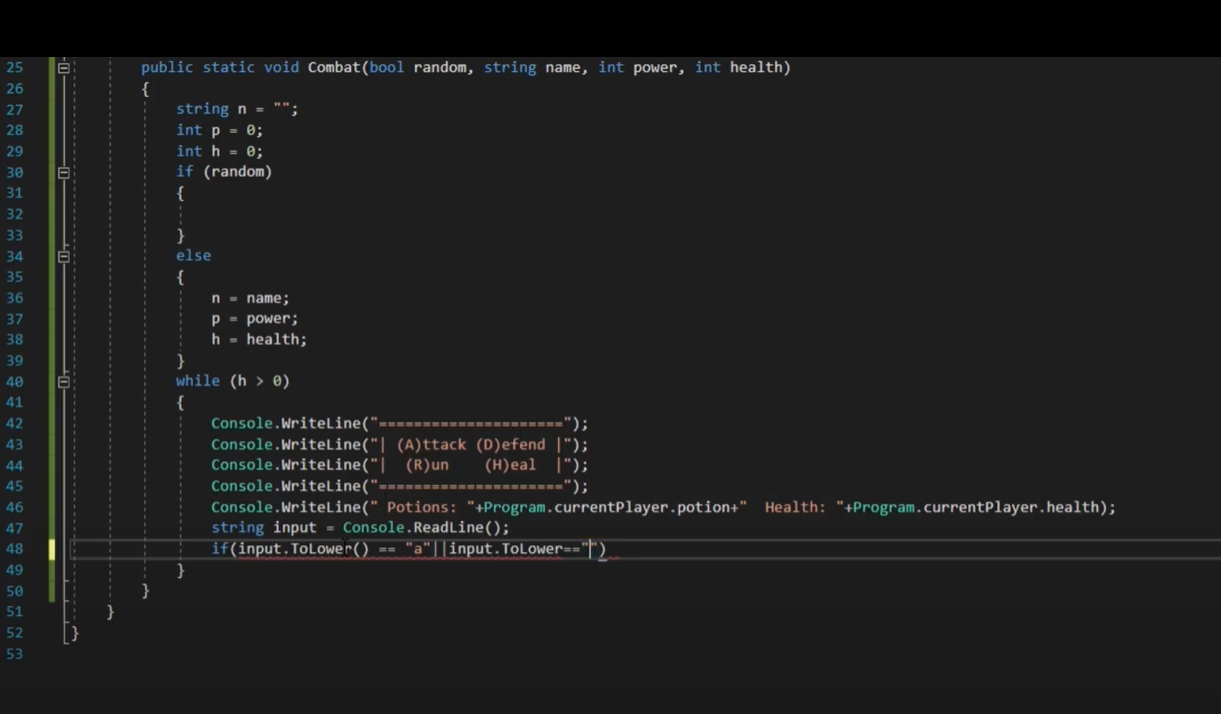 25 public static void Combat(bool random, string name, int power, int health)
26 {
27 string n = "";
28 int p = 0;
29 int h = 0;
30 if (random)
31 {
32
33 }
34 else
35 {
36 n = name;
37 p = power;
38 h = health;
39 }
40 while (h > 0)
41 {
42 Console.WriteLine("=====================");
43 Console.WriteLine("| (A)ttack (D)efend |");
44 Console.WriteLine("|  (R)un    (H)eal  |");
45 Console.WriteLine("=====================");
46 Console.WriteLine(" Potions: "+Program.currentPlayer.potion+"  Health: "+Program.currentPlayer.health);
47 string input = Console.ReadLine();
48 if(input.ToLower() == "a"||input.ToLower=="")
49 }
50 }
51 }
52 }
53